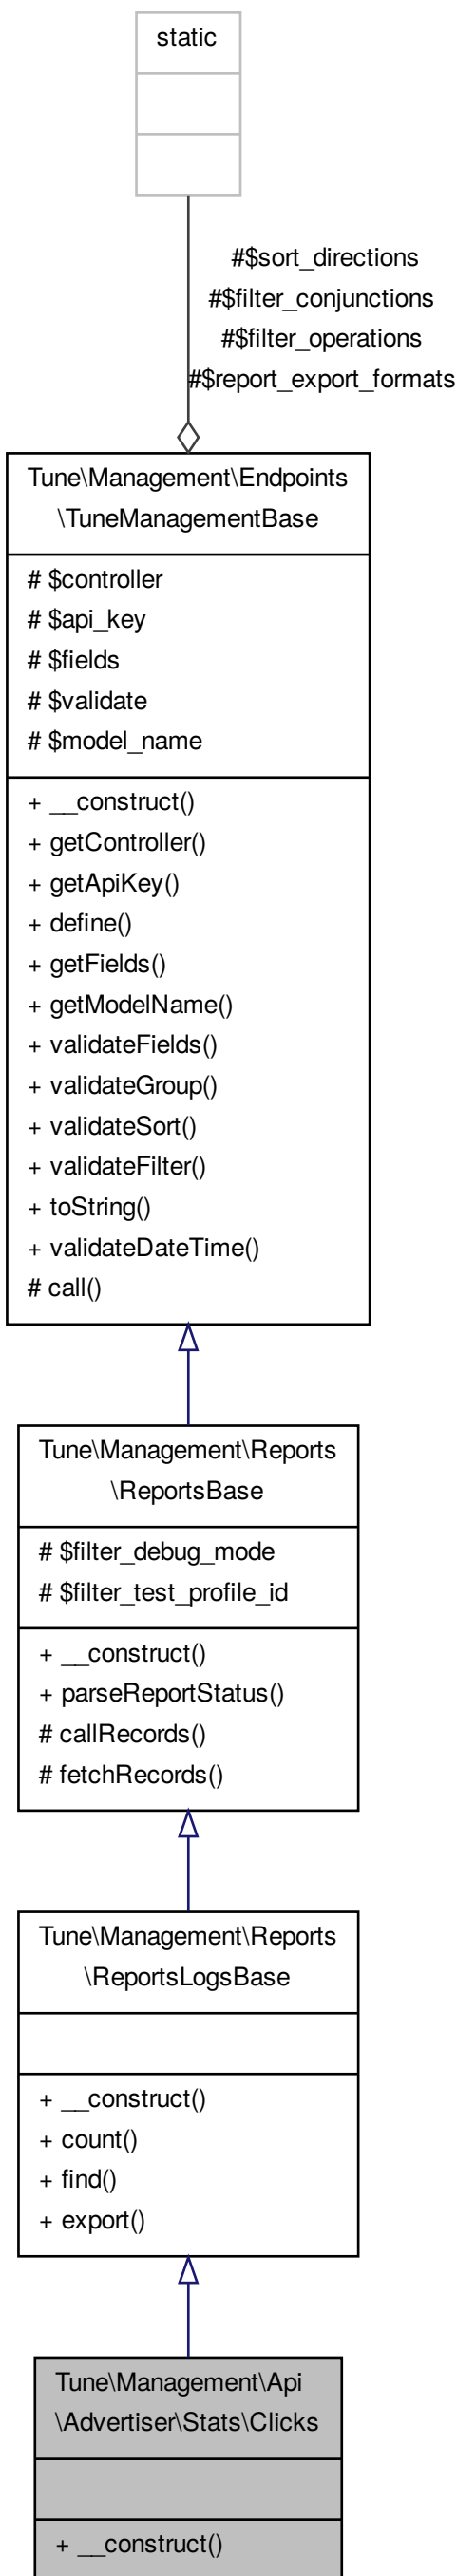 static
#$sort_directions
#$filter_conjunctions
#$filter_operations
#$report_export_formats
Tune\Management\Endpoints
\TuneManagementBase
# $controller
# $api_key
# $fields
# $validate
# $model_name
+ __construct()
+ getController()
+ getApiKey()
+ define()
+ getFields()
+ getModelName()
+ validateFields()
+ validateGroup()
+ validateSort()
+ validateFilter()
+ toString()
+ validateDateTime()
# call()
Tune\Management\Reports
\ReportsBase
# $filter_debug_mode
# $filter_test_profile_id
+ __construct()
+ parseReportStatus()
# callRecords()
# fetchRecords()
Tune\Management\Reports
\ReportsLogsBase
+ __construct()
+ count()
+ find()
+ export()
Tune\Management\Api
\Advertiser\Stats\Clicks
+ __construct()